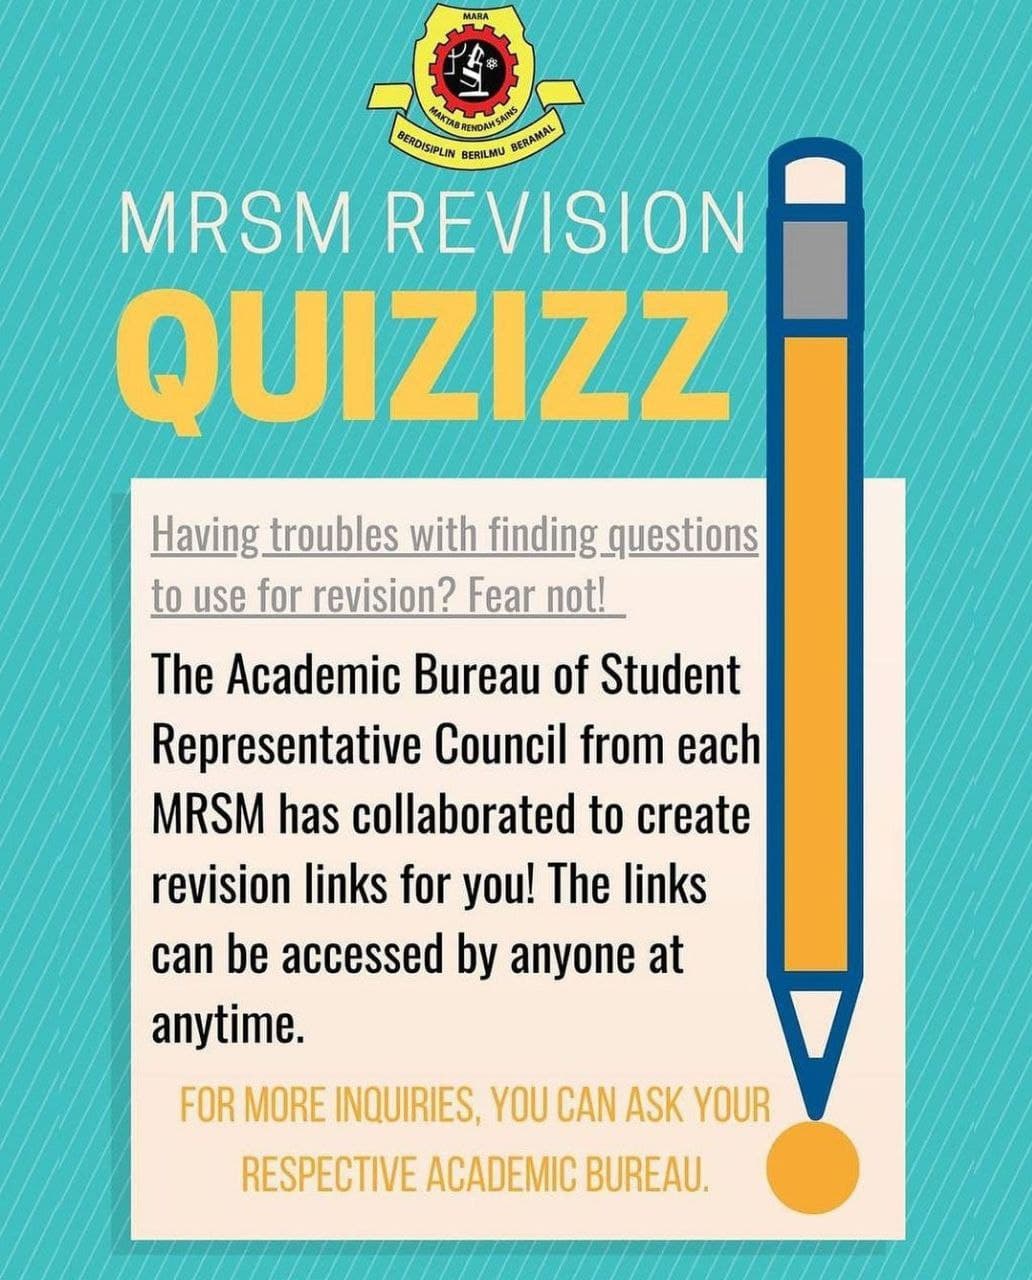 MARA
MAKTAB RENDAH SAINS
BERDISIPLIN BERILMU BERAMAL
MRSM REVISION
QUIZIZZ
Having troubles with finding questions
to use for revision? Fear not!
The Academic Bureau of Student
Representative Council from each
MRSM has collaborated to create
revision links for you! The links
can be accessed by anyone at
anytime.
FOR MORE INQUIRIES, YOU CAN ASK YOUR
RESPECTIVE ACADEMIC BUREAU.